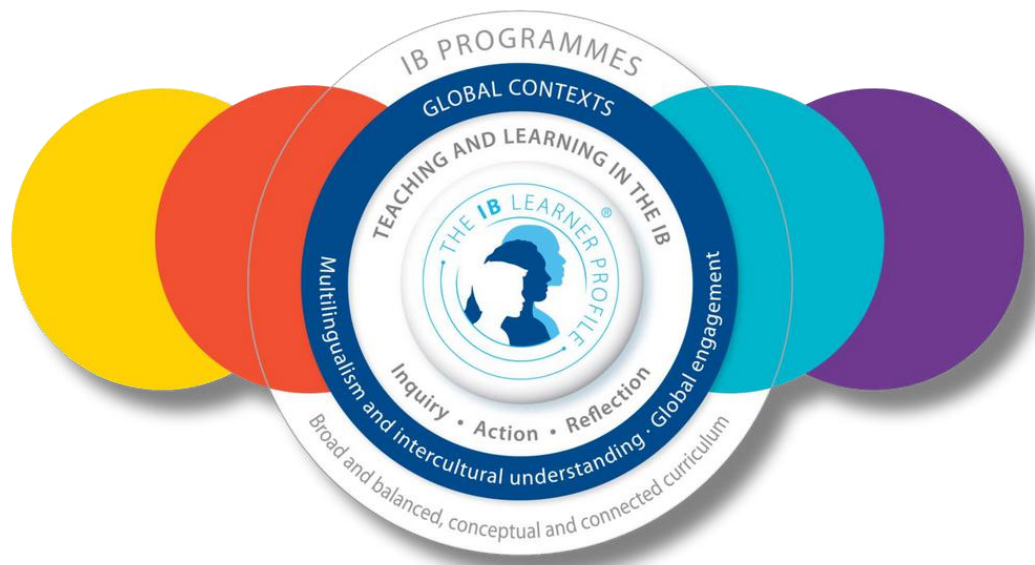 IB PROGRAMMES
GLOBAL CONTEXTS
TEACHING AND LEARNING IN THE IB
THE IB LEARNER PROFILE®
Inquiry • Action • Reflection
Multilingualism and intercultural understanding · Global engagement
Broad and balanced, conceptual and connected curriculum